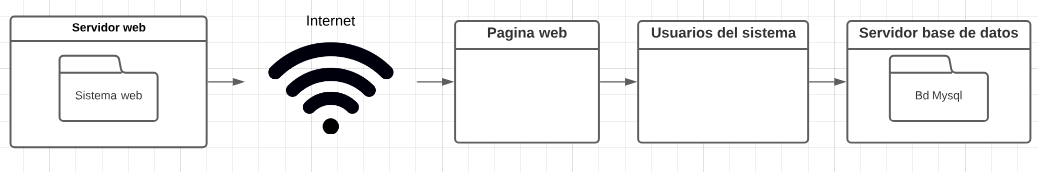 Servidor web
Sistema web
Internet
Pagina web
Usuarios del sistema
Servidor base de datos
Bd Mysql